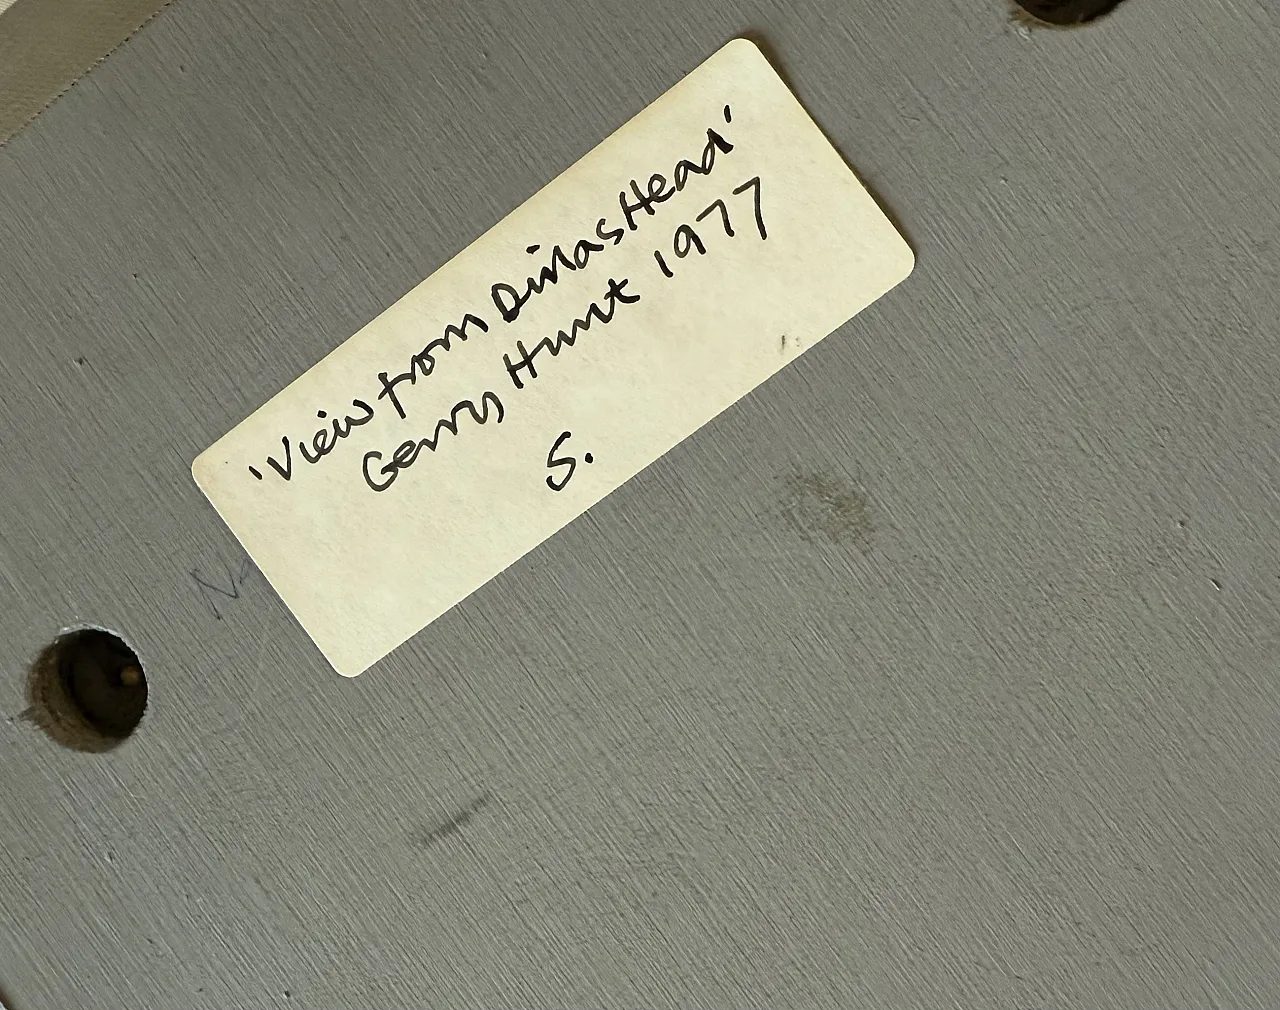 'View from Dinas Head'
Gerry Hunt 1977
S.